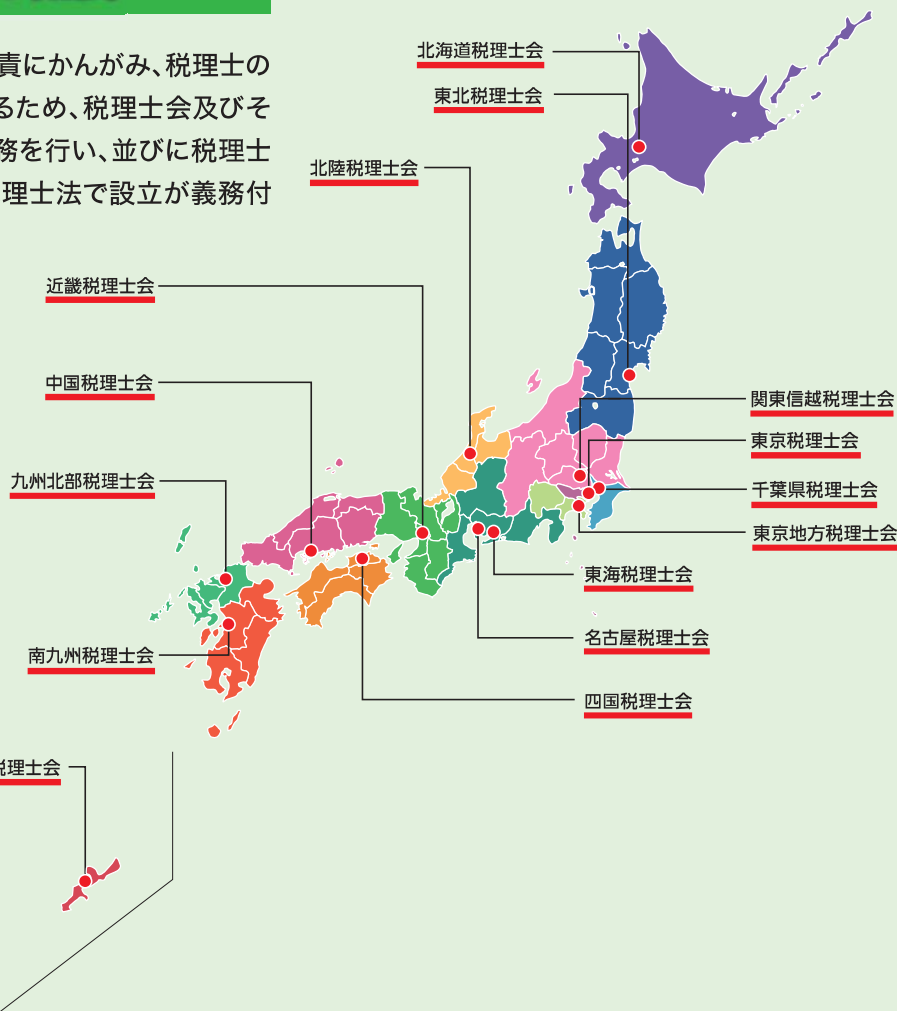 責にかんがみ、税理士の
るため、税理士会及びそ
務を行い、並びに税理士
理士法で設立が義務付
北海道税理士会
東北税理士会
北陸税理士会
近畿税理士会
中国税理士会
九州北部税理士会
南九州税理士会
関東信越税理士会
東京税理士会
千葉県税理士会
東京地方税理士会
東海税理士会
名古屋税理士会
四国税理士会
税理士会